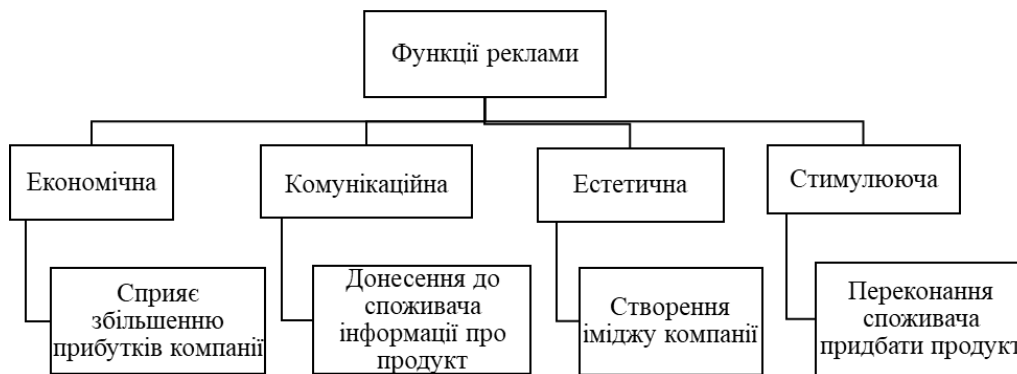 Функції реклами
Економічна
Комунікаційна
Естетична
Стимулююча
Сприяє
збільшенню
прибутків компанії
Донесення до
споживача
інформації про
продукт
Створення
іміджу компанії
Переконання
споживача
придбати продукт